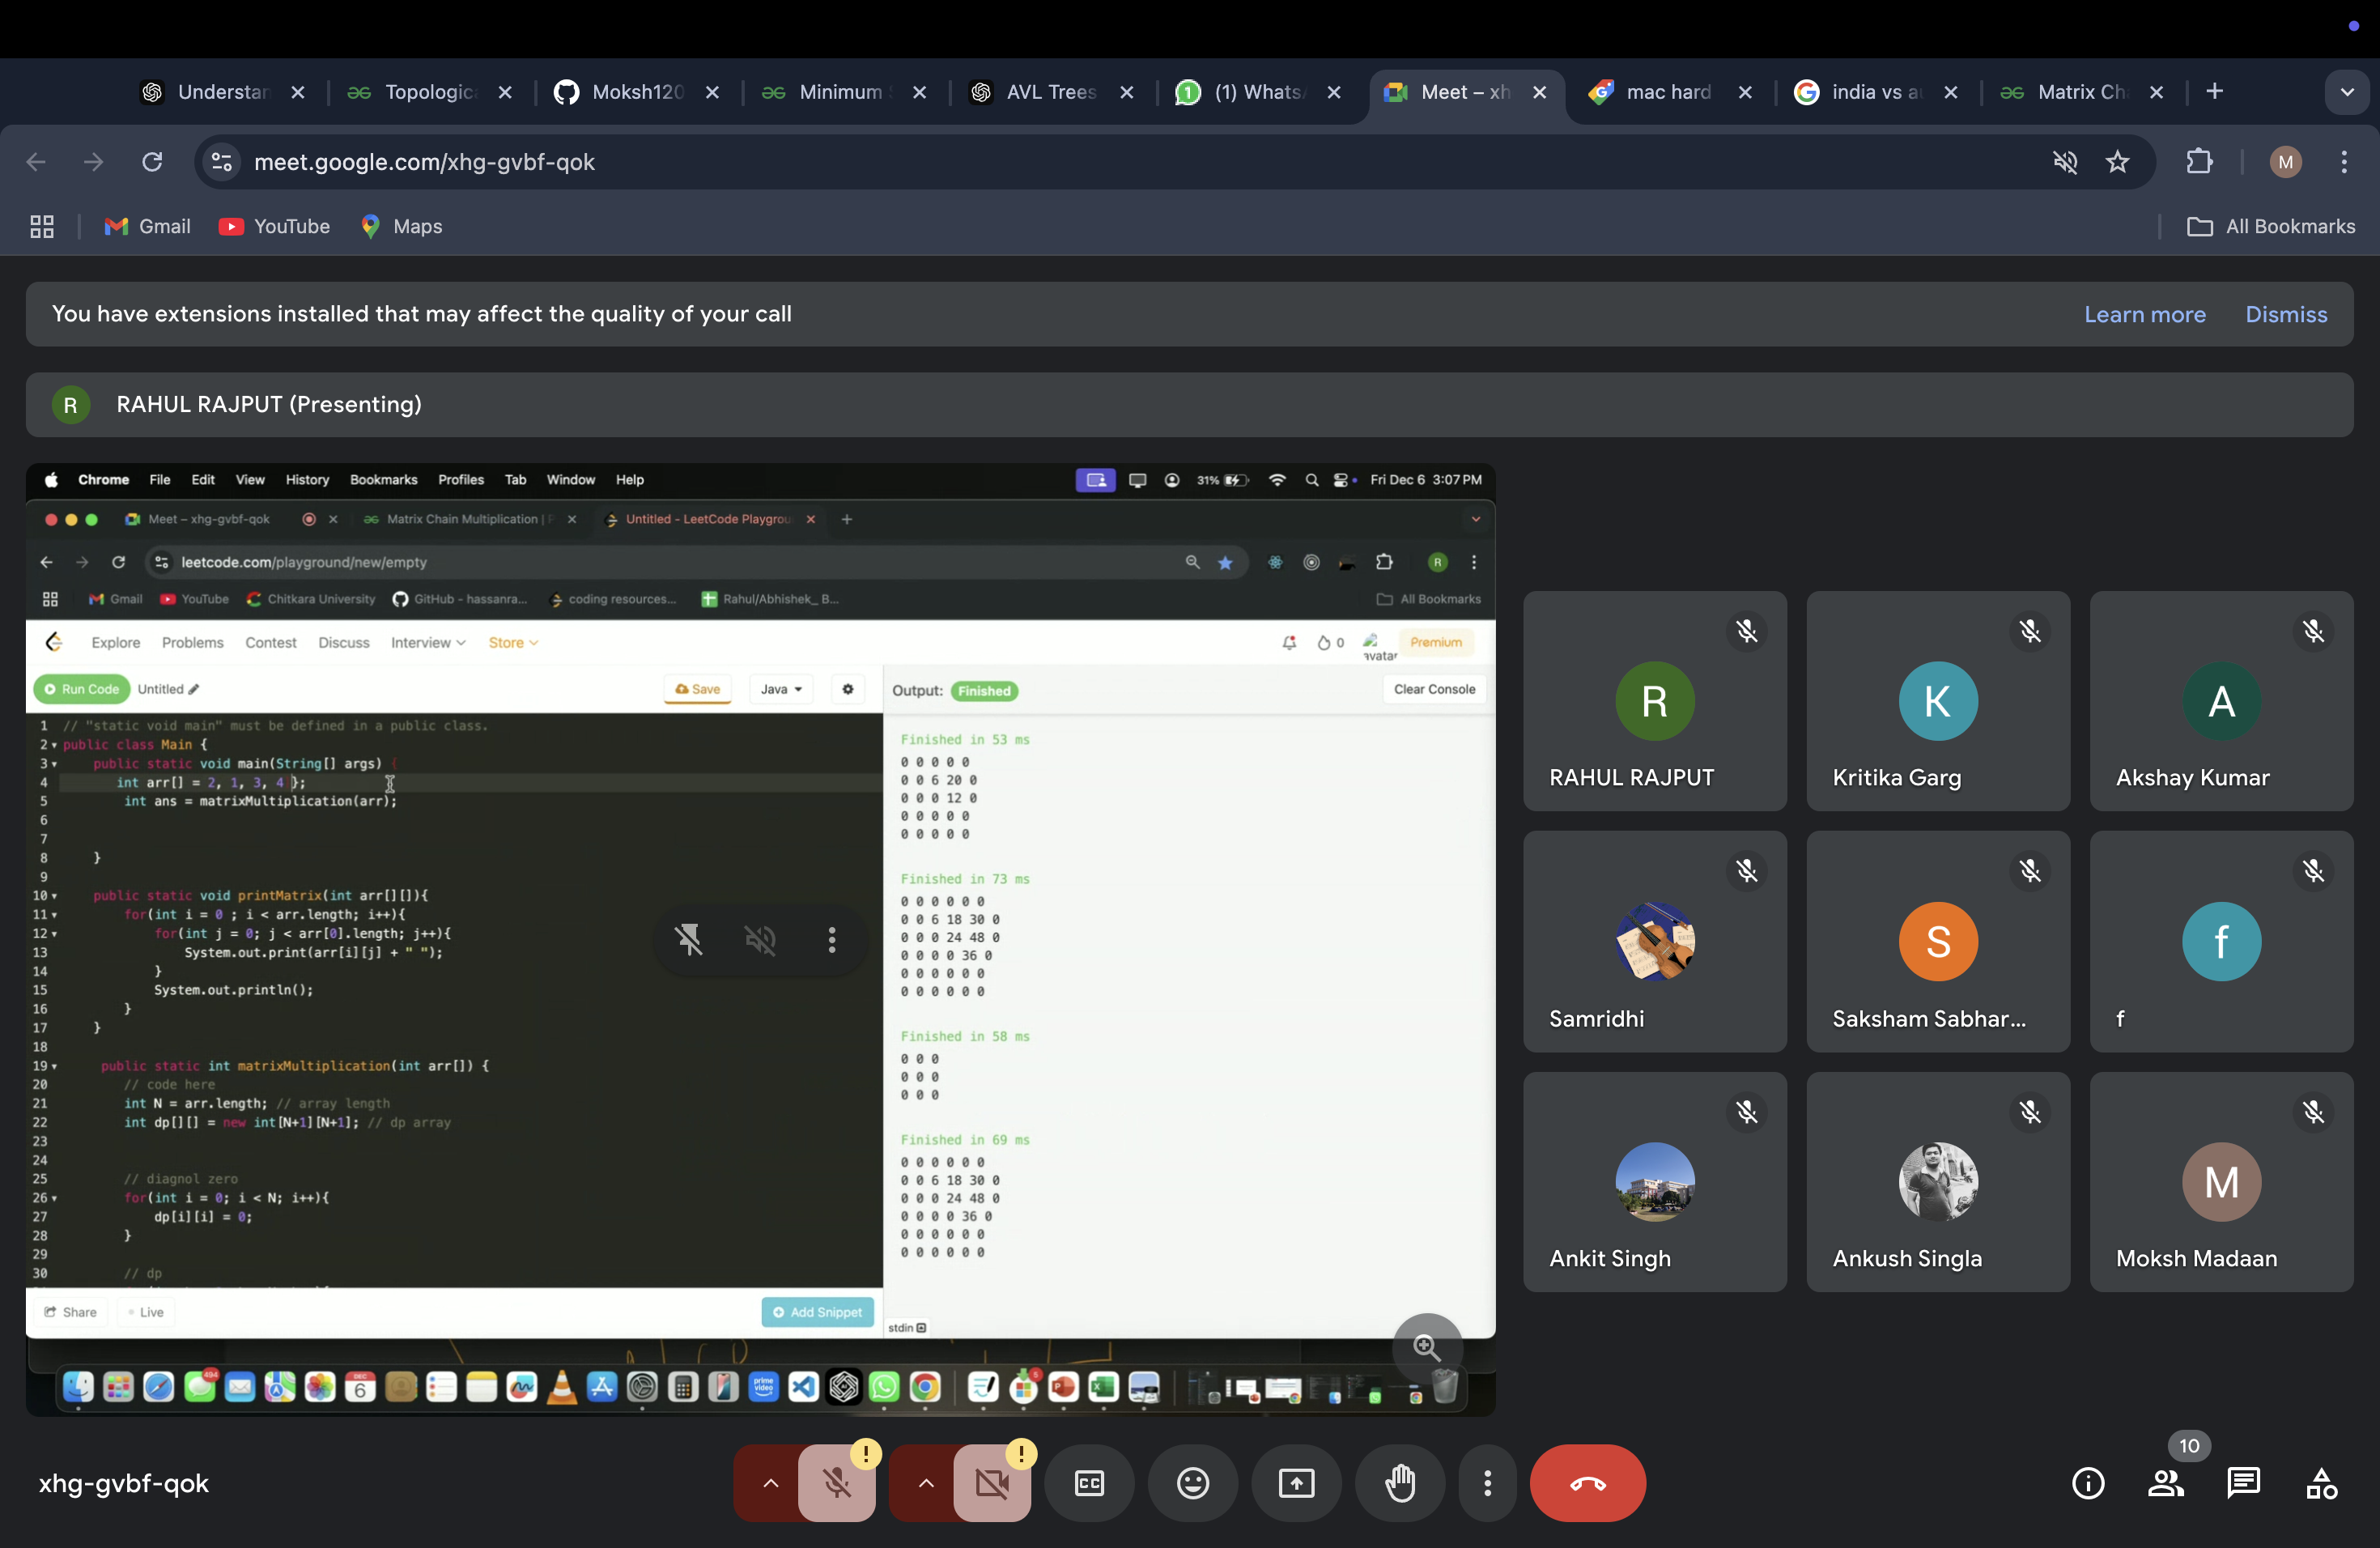 Understan
Topologic
Moksh120
Minimum S
AVL Trees
(1) Whats
Meet – xh
mac hard
india vs au
Matrix Ch
meet.google.com/xhg-gvbf-qok
M
Gmail
YouTube
Maps
All Bookmarks
You have extensions installed that may affect the quality of your call
Learn more
Dismiss
R
RAHUL RAJPUT (Presenting)
Chrome File Edit View History Bookmarks Profiles Tab Window Help
31%
Fri Dec 6 3:07 PM
Meet – xhg-gvbf-qok
Matrix Chain Multiplication | P
Untitled - LeetCode Playgrou
leetcode.com/playground/new/empty
R
Gmail
YouTube
Chitkara University
GitHub - hassanra...
coding resources...
Rahul/Abhishek_ B...
All Bookmarks
Explore Problems Contest Discuss Interview Store
0
avatar
Premium
Run Code
Untitled
Save
Java
Output: Finished
Clear Console
1 // "static void main" must be defined in a public class.
2 public class Main {
3 public static void main(String[] args) {
4 int arr[] = 2, 1, 3, 4 };
5 int ans = matrixMultiplication(arr);
6
7
8 }
9
10 public static void printMatrix(int arr[][]){
11 for(int i = 0 ; i < arr.length; i++){
12 for(int j = 0; j < arr[0].length; j++){
13 System.out.print(arr[i][j] + " ");
14 }
15 System.out.println();
16 }
17 }
18
19 public static int matrixMultiplication(int arr[]) {
20 // code here
21 int N = arr.length; // array length
22 int dp[][] = new int[N+1][N+1]; // dp array
23
24
25 // diagnol zero
26 for(int i = 0; i < N; i++){
27 dp[i][i] = 0;
28 }
29
30 // dp
Finished in 53 ms
0 0 0 0 0
0 0 6 20 0
0 0 0 12 0
0 0 0 0 0
0 0 0 0 0
Finished in 73 ms
0 0 0 0 0 0
0 0 6 18 30 0
0 0 0 24 48 0
0 0 0 0 36 0
0 0 0 0 0 0
0 0 0 0 0 0
Finished in 58 ms
0 0 0
0 0 0
0 0 0
Finished in 69 ms
0 0 0 0 0 0
0 0 6 18 30 0
0 0 0 24 48 0
0 0 0 0 36 0
0 0 0 0 0 0
0 0 0 0 0 0
Share
Live
Add Snippet
stdin
494
DEC
6
prime video
5
R
RAHUL RAJPUT
K
Kritika Garg
A
Akshay Kumar
Samridhi
S
Saksham Sabhar...
f
f
Ankit Singh
Ankush Singla
M
Moksh Madaan
xhg-gvbf-qok
!
!
CC
10